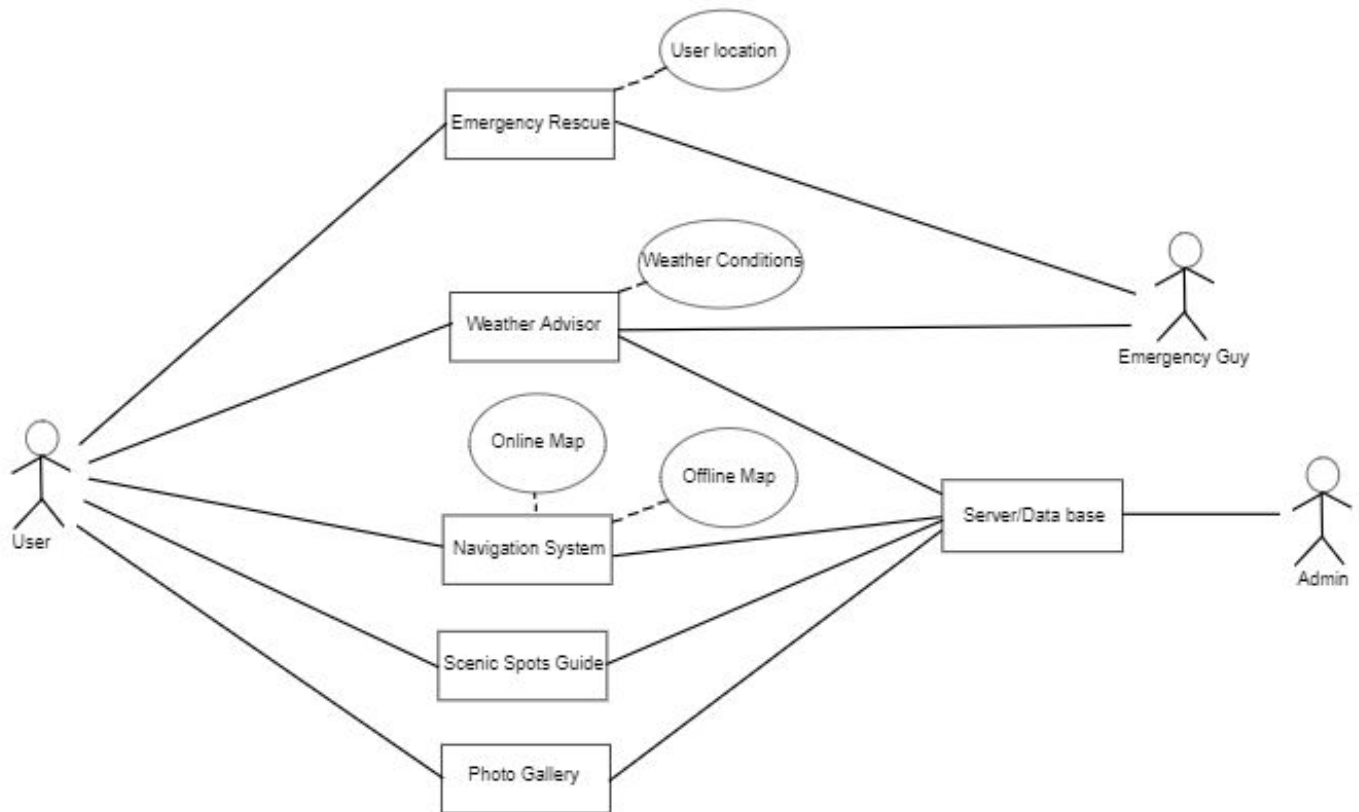 User location
Emergency Rescue
Weather Conditions
Weather Advisor
Emergency Guy
Online Map
Offline Map
User
Navigation System
Server/Data base
Admin
Scenic Spots Guide
Photo Gallery